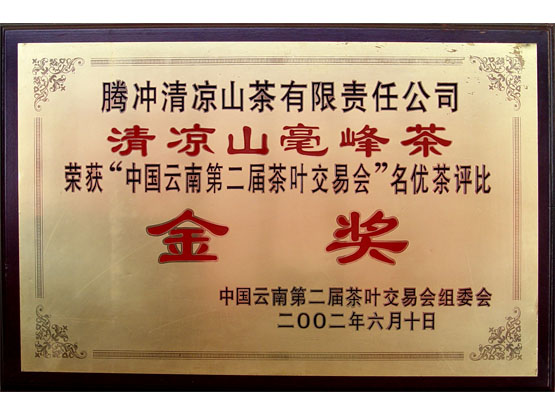 腾冲清凉山茶有限责任公司
清凉山毫峰茶
荣获“中国云南第二届茶叶交易会”名优茶评比
金奖
中国云南第二届茶叶交易会组委会
二〇〇二年六月十日